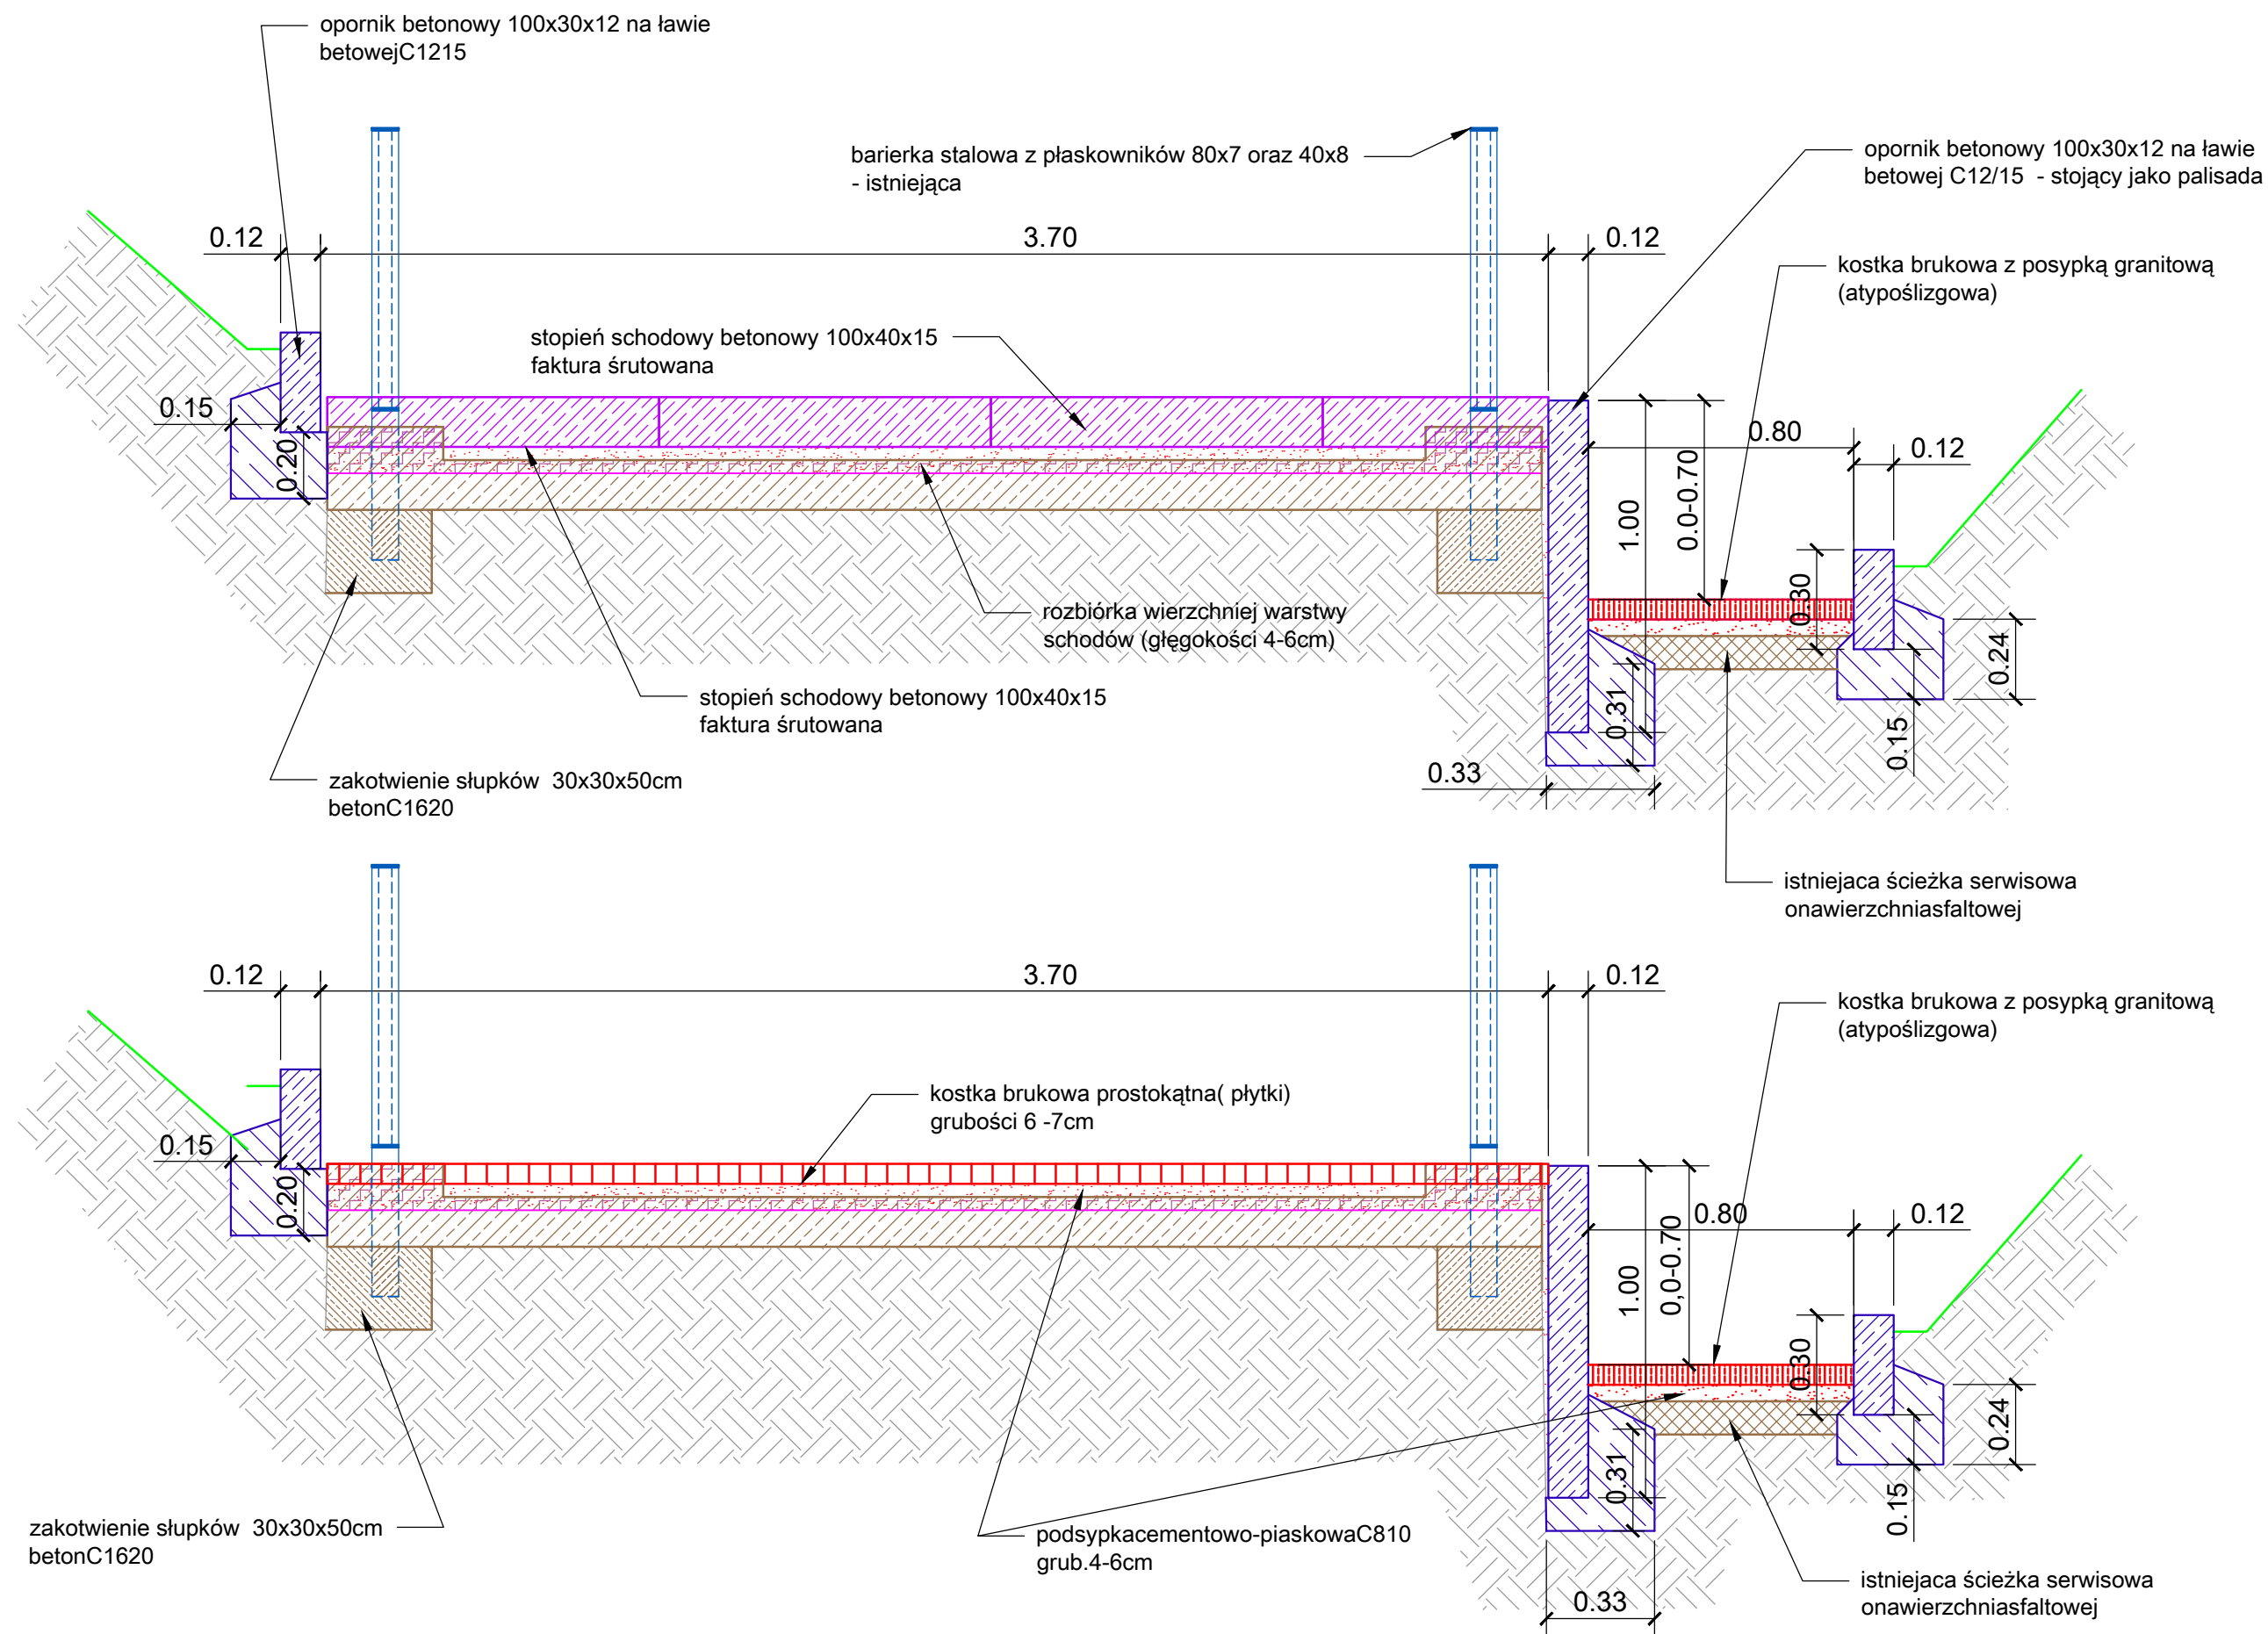 opornik betonowy 100x30x12 na ławie
betowejC1215
barierka stalowa z płaskowników 80x7 oraz 40x8
- istniejąca
opornik betonowy 100x30x12 na ławie
betowej C12/15  - stojący jako palisada
0.12
3.70
0.12
kostka brukowa z posypką granitową
(atypoślizgowa)
stopień schodowy betonowy 100x40x15
faktura śrutowana
0.15
0.20
0.80
0.12
1.00
0.0-0.70
0.30
0.24
0.31
0.15
0.33
rozbiórka wierzchniej warstwy
schodów (głęgokości 4-6cm)
stopień schodowy betonowy 100x40x15
faktura śrutowana
zakotwienie słupków  30x30x50cm
betonC1620
istniejaca ścieżka serwisowa
onawierzchniasfaltowej
0.12
3.70
0.12
kostka brukowa z posypką granitową
(atypoślizgowa)
kostka brukowa prostokątna( płytki)
grubości 6 -7cm
0.15
0.20
0.80
0.12
1.00
0,0-0.70
0.30
0.24
0.31
0.15
0.33
zakotwienie słupków  30x30x50cm
betonC1620
podsypkacementowo-piaskowaC810
grub.4-6cm
istniejaca ścieżka serwisowa
onawierzchniasfaltowej